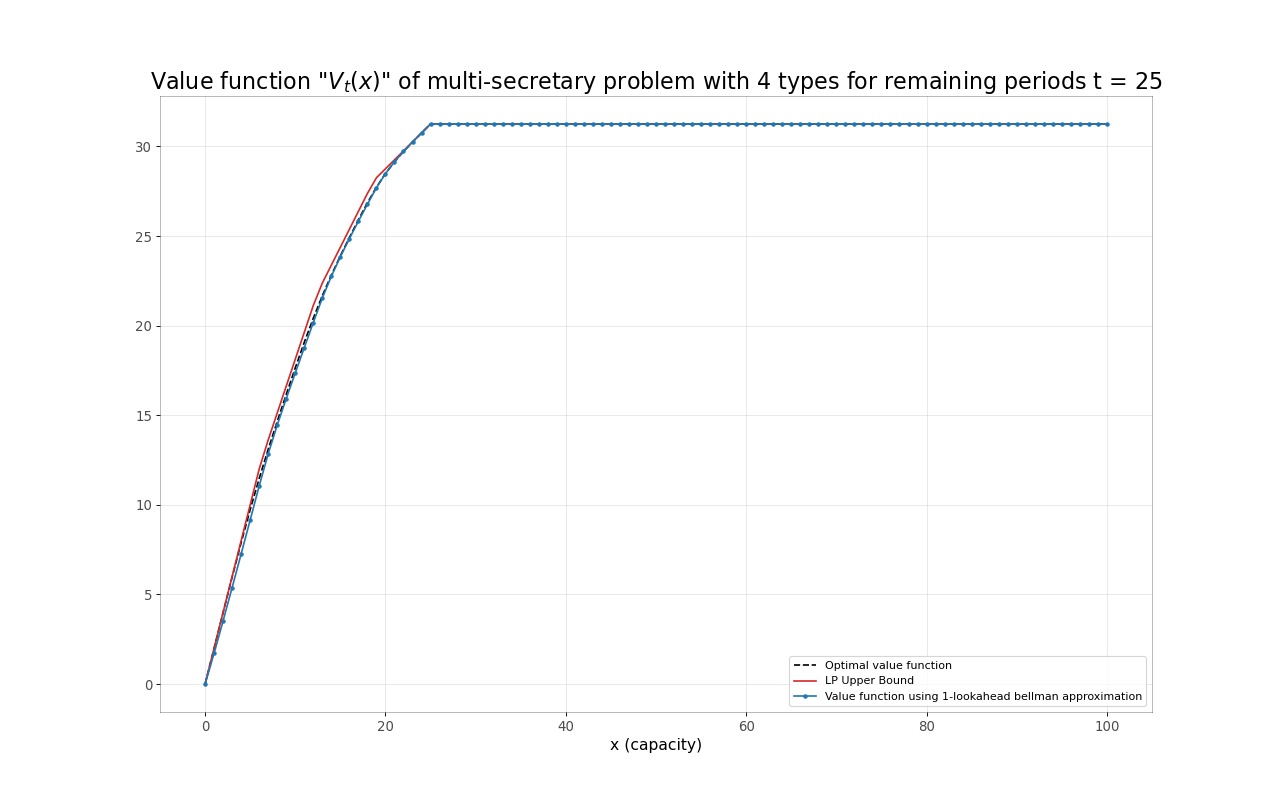 Value function "V_t(x)" of multi-secretary problem with 4 types for remaining periods t = 25
30
25
20
15
10
5
0
0 20 40 60 80 100
x (capacity)
Optimal value function
LP Upper Bound
Value function using 1-lookahead bellman approximation